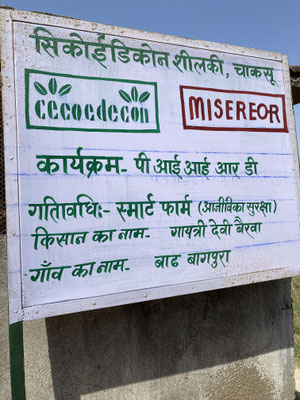 सिकोईडिकोन शीलकी, चाकसू
cecoedecon MISEREOR
कार्यक्रम- पी आई आई आर डी
गतिविधि:- स्मार्ट फार्म (आजीविका सुरक्षा)
किसान का नाम- गायत्री देवी बैरवा
गाँव का नाम- बाढ बागपुरा